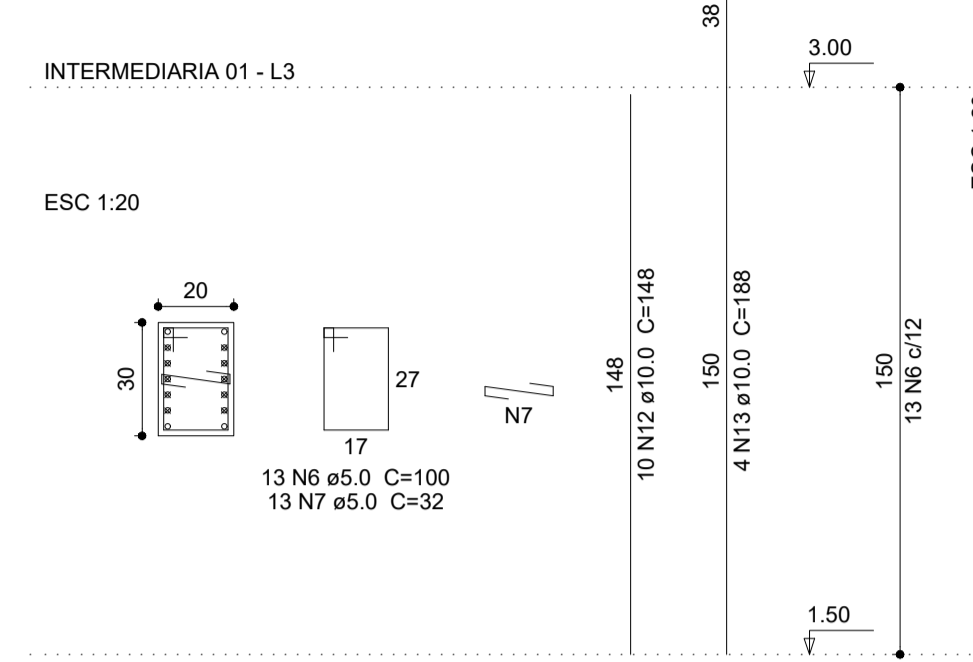 38
3.00
INTERMEDIARIA 01 - L3
ESC 1:20
20
30
27
17
N7
13 N6 ø5.0 C=100
13 N7 ø5.0 C=32
148
10 N12 ø10.0 C=148
150
4 N13 ø10.0 C=188
150
13 N6 c/12
1.50